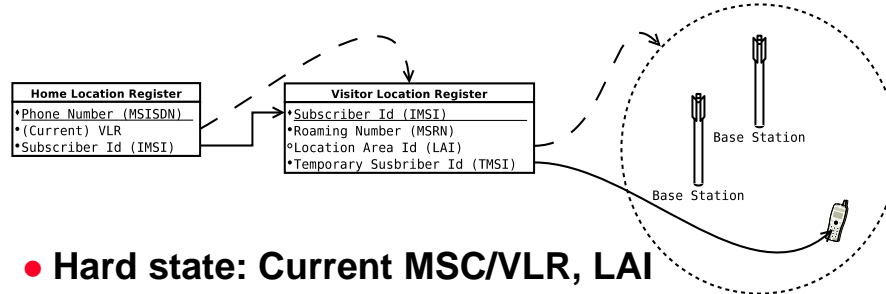 Home Location Register
Phone Number (MSISDN)
(Current) VLR
Subscriber Id (IMSI)
Visitor Location Register
Subscriber Id (IMSI)
Roaming Number (MSRN)
Location Area Id (LAI)
Temporary Susbriber Id (TMSI)
Base Station
Base Station
• Hard state: Current MSC/VLR, LAI